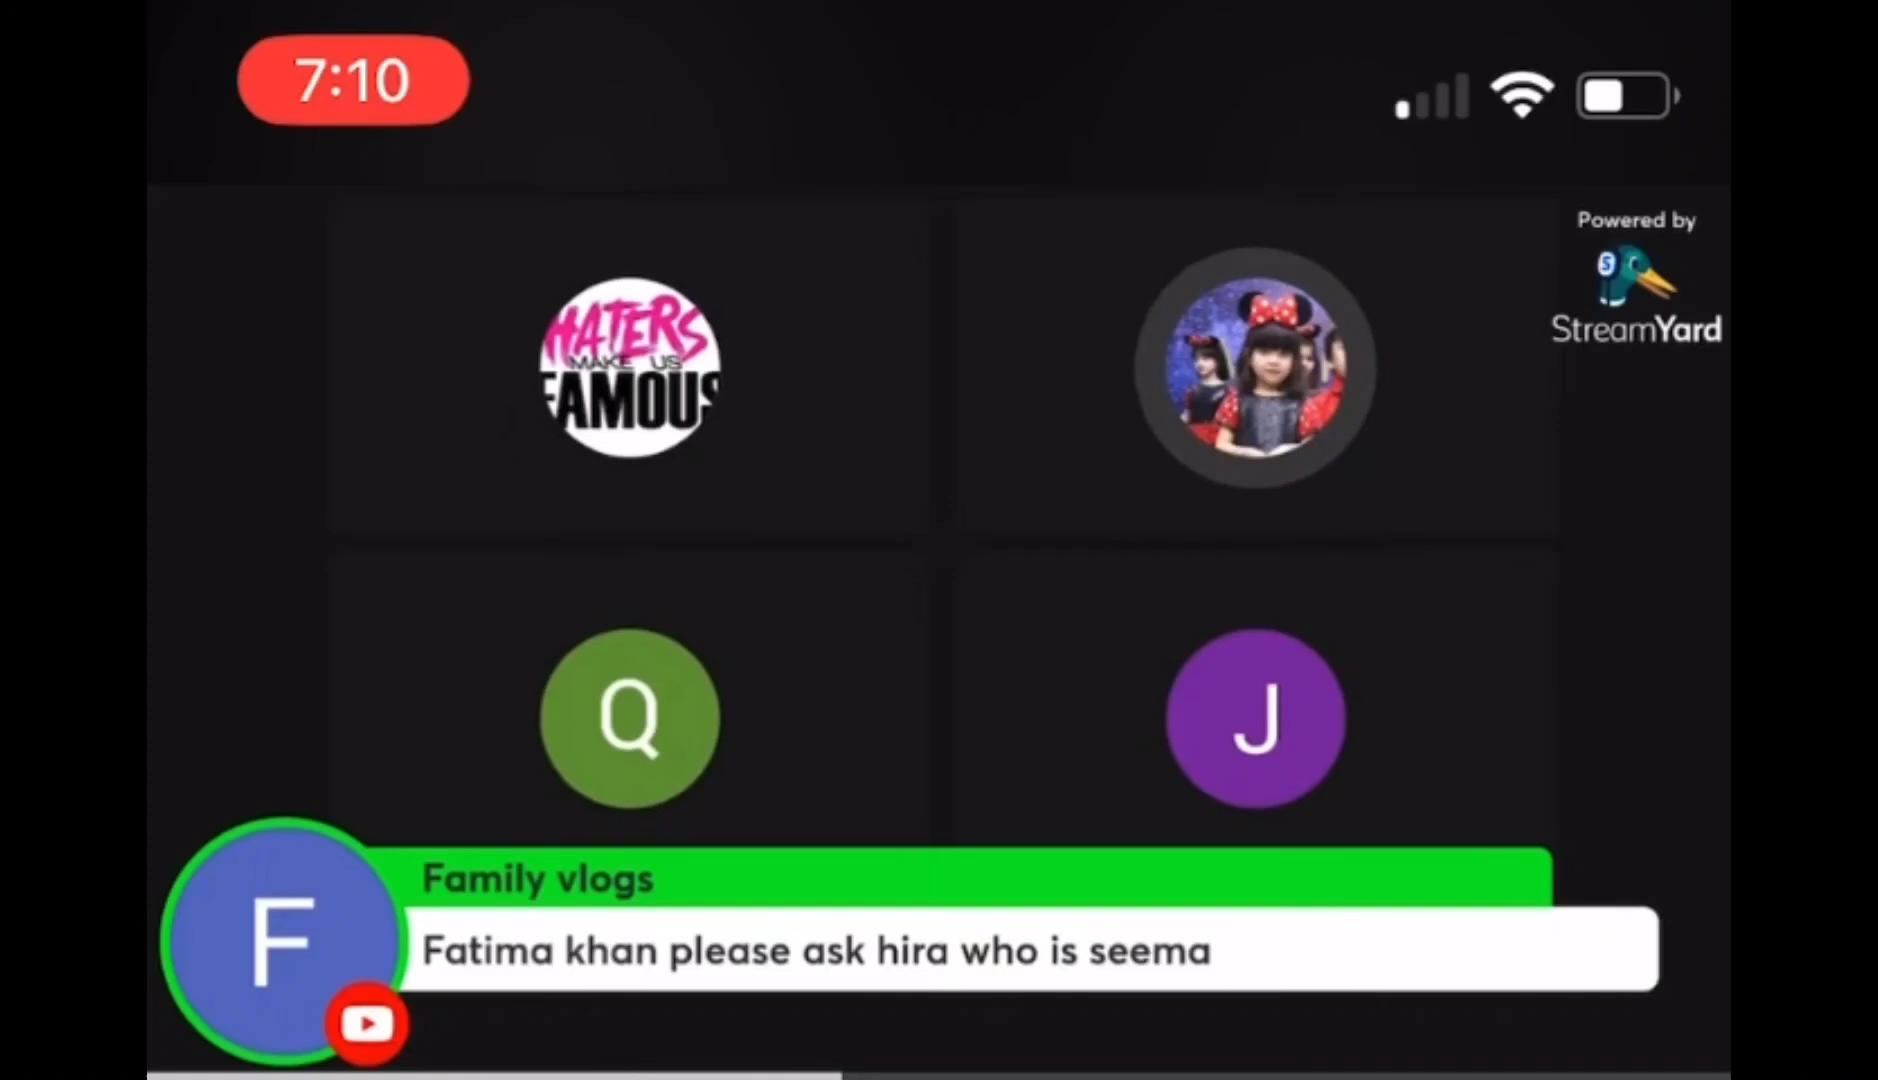 7:10
Powered by
StreamYard
HATERS
MAKE US
FAMOUS
Q
J
Family vlogs
F
Fatima khan please ask hira who is seema